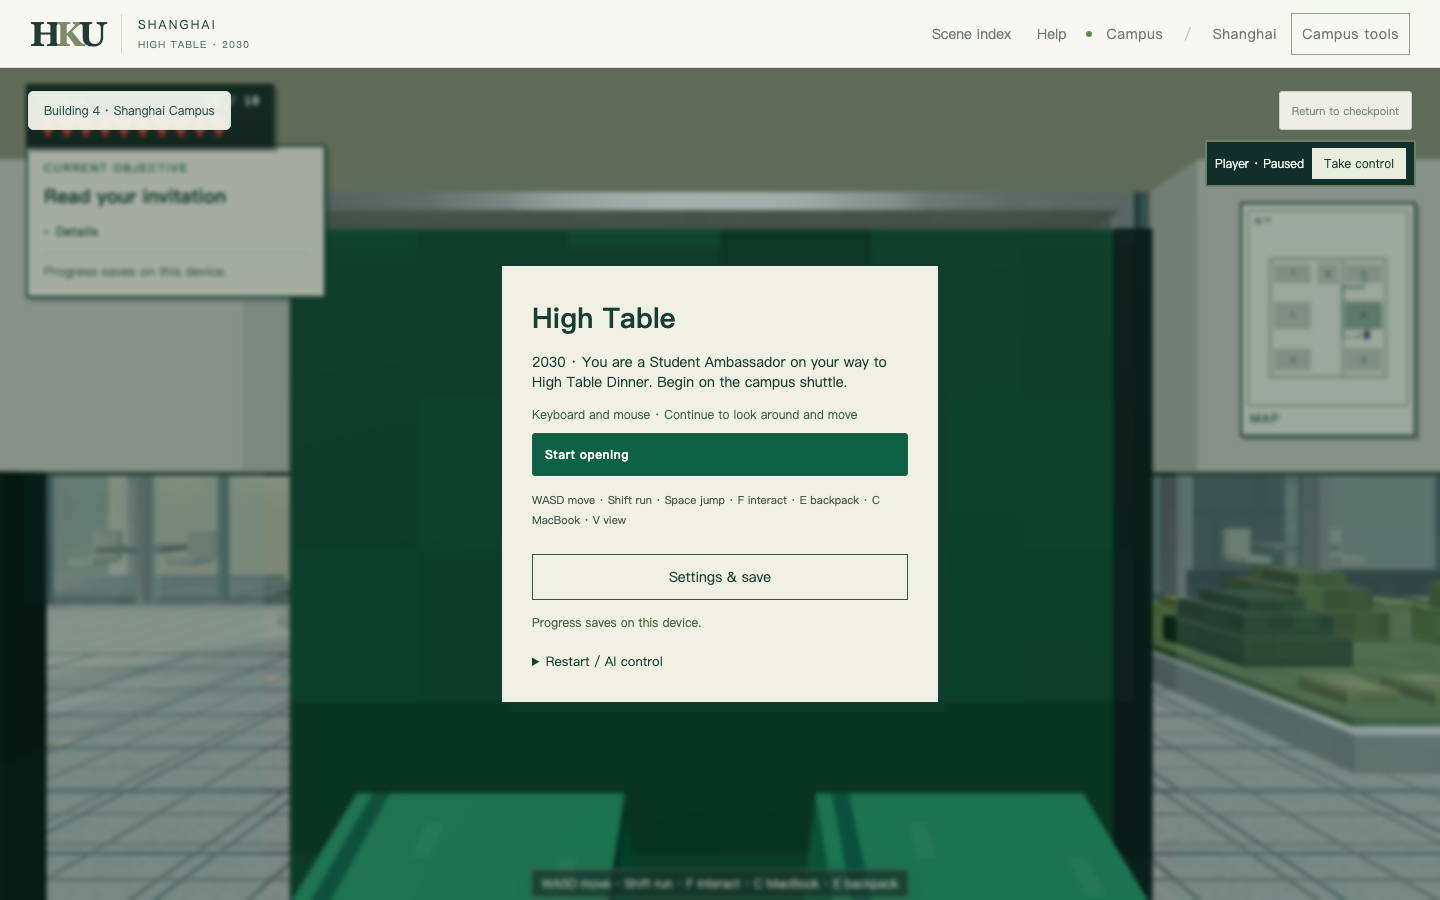 HKU
SHANGHAI
HIGH TABLE · 2030
Scene index
Help
Campus
/
Shanghai
Campus tools
Building 4 · Shanghai Campus
/ 10
Return to checkpoint
CURRENT OBJECTIVE
Read your invitation
Details
Progress saves on this device.
Player · Paused
Take control
MAP
High Table
2030 · You are a Student Ambassador on your way to
High Table Dinner. Begin on the campus shuttle.
Keyboard and mouse · Continue to look around and move
Start opening
WASD move · Shift run · Space jump · F interact · E backpack · C
MacBook · V view
Settings & save
Progress saves on this device.
Restart / AI control
WASD move · Shift run · F interact · C MacBook · E backpack